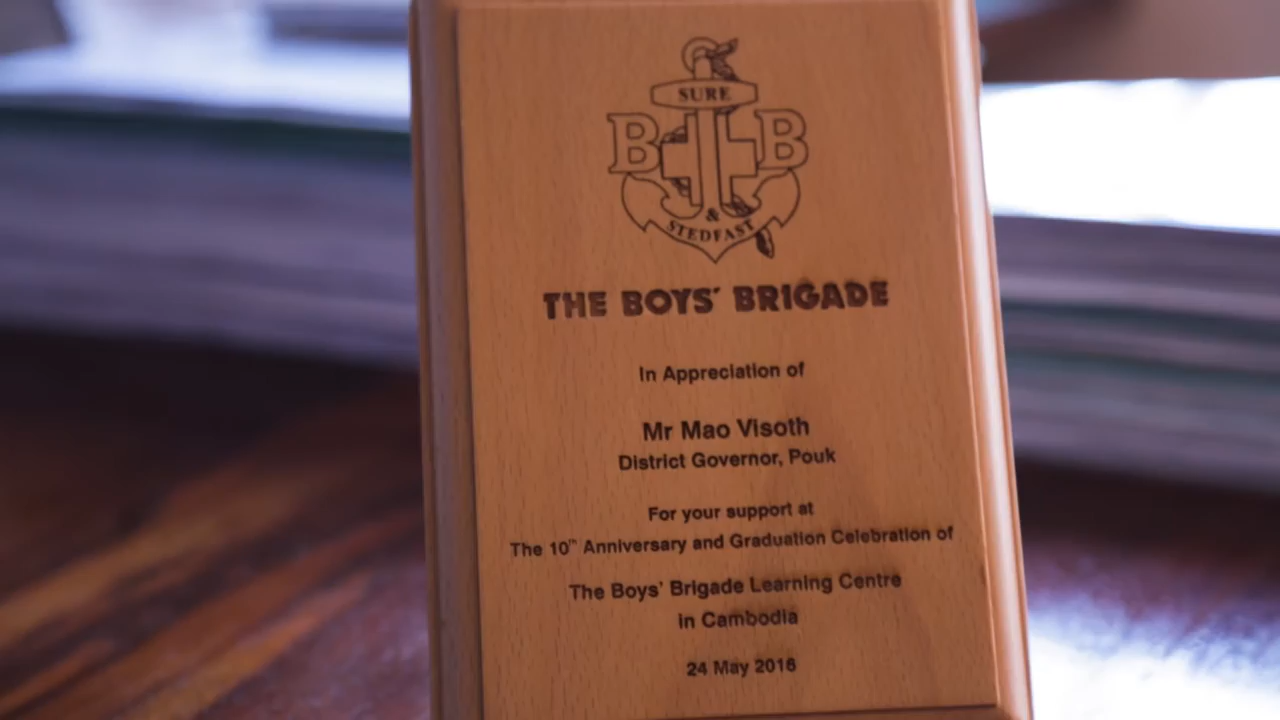 SURE
B B
&
STEDFAST
THE BOYS' BRIGADE
In Appreciation of
Mr Mao Visoth
District Governor, Pouk
For your support at
The 10th Anniversary and Graduation Celebration of
The Boys' Brigade Learning Centre
in Cambodia
24 May 2016